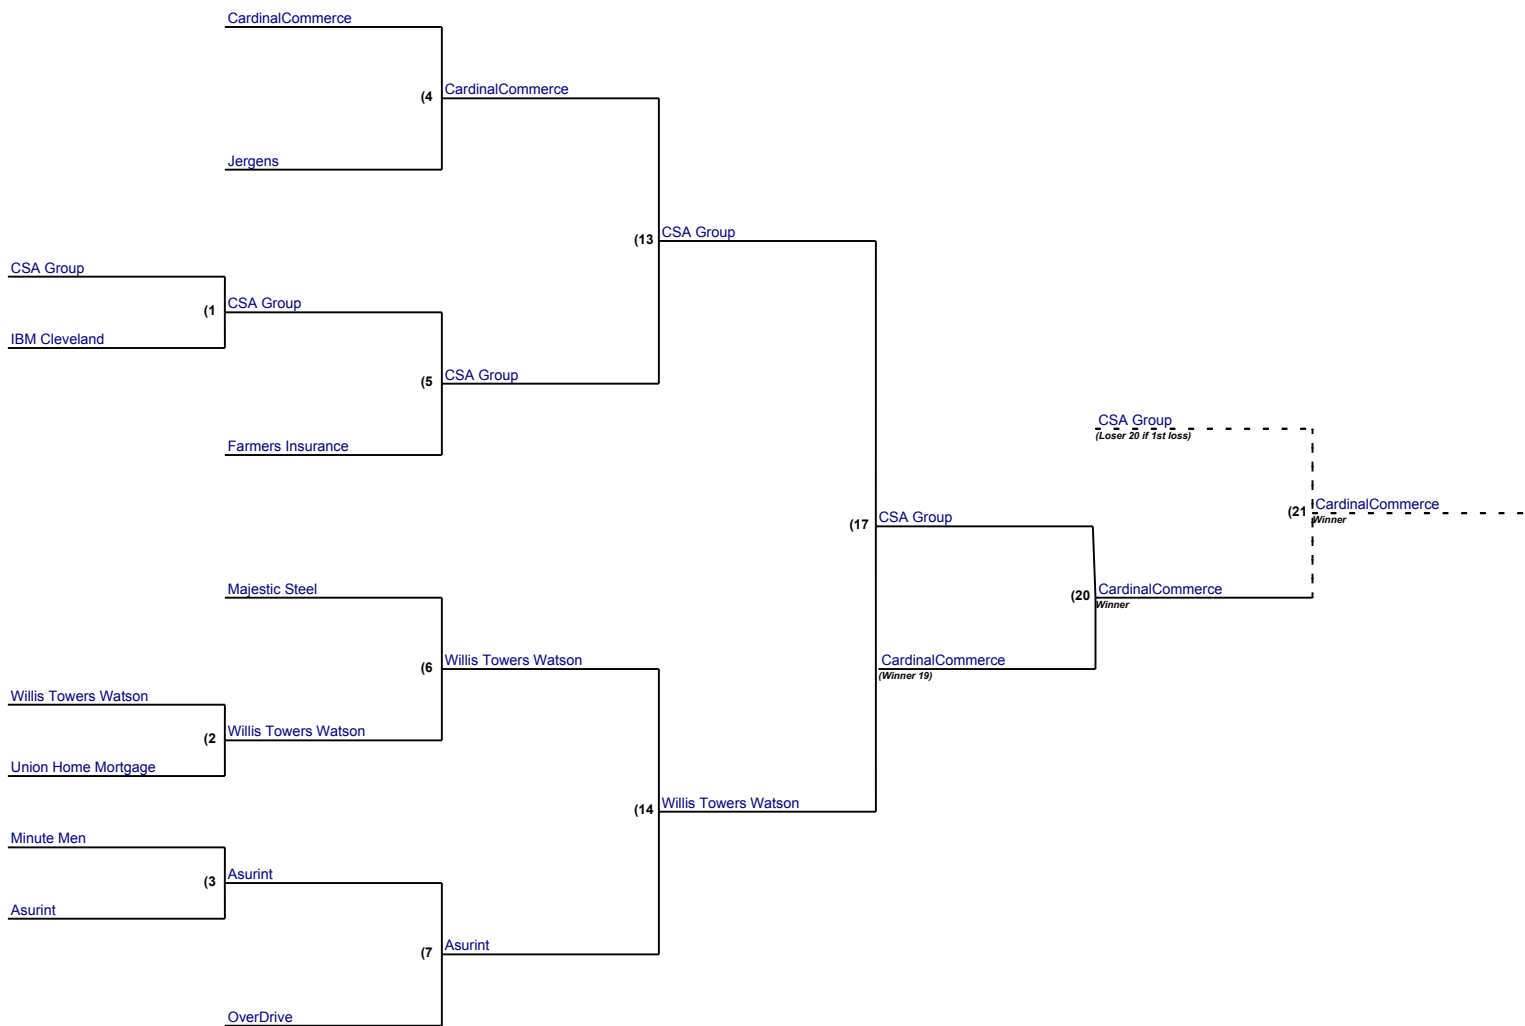 CardinalCommerce
(4 CardinalCommerce
Jergens
(13 CSA Group
CSA Group
(1 CSA Group
IBM Cleveland
(5 CSA Group
CSA Group
(Loser 20 if 1st loss)
Farmers Insurance
(21 CardinalCommerce
Winner
(17 CSA Group
Majestic Steel
(20 CardinalCommerce
Winner
(6 Willis Towers Watson
CardinalCommerce
(Winner 19)
Willis Towers Watson
(2 Willis Towers Watson
Union Home Mortgage
(14 Willis Towers Watson
Minute Men
(3 Asurint
Asurint
(7 Asurint
OverDrive